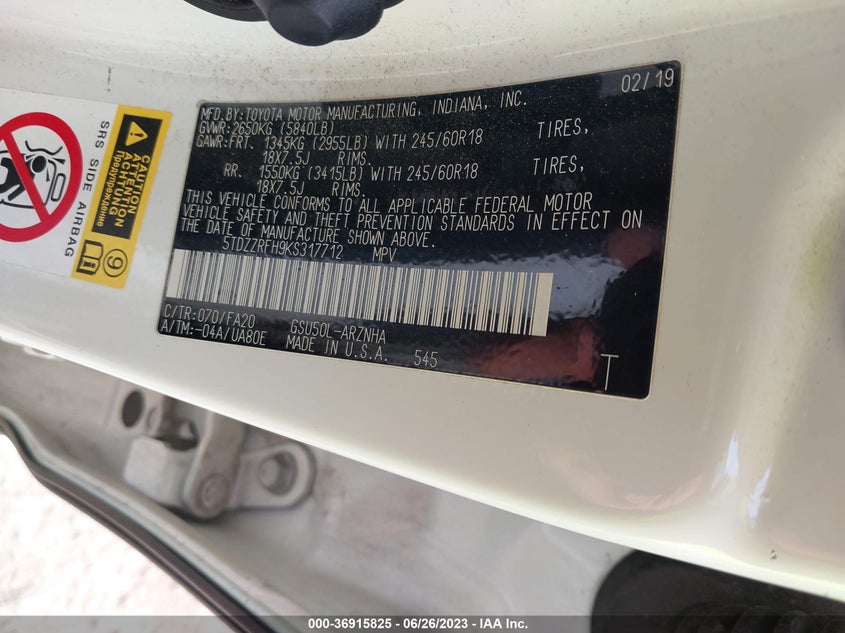 02/19
MFD. BY: TOYOTA MOTOR MANUFACTURING, INDIANA, INC.
GVWR: 2650KG (5840LB)
GAWR: FRT. 1345KG (2955LB) WITH 245/60R18 TIRES,
18X7.5J RIMS.
RR. 1550KG (3415LB) WITH 245/60R18 TIRES,
18X7.5J RIMS.
THIS VEHICLE CONFORMS TO ALL APPLICABLE FEDERAL MOTOR
VEHICLE SAFETY AND THEFT PREVENTION STANDARDS IN EFFECT ON
THE DATE OF MANUFACTURE SHOWN ABOVE.
5TDZZRFH9KS317712 MPV
C/TR: 070/FA20 GSU50L-ARZNHA
A/TM: -04A/UA80E MADE IN U.S.A. 545
T
SRS SIDE AIRBAG
CAUTION
ATTENTION
ACHTUNG
Предупреждение
9
000-36915825 - 06/26/2023 - IAA Inc.